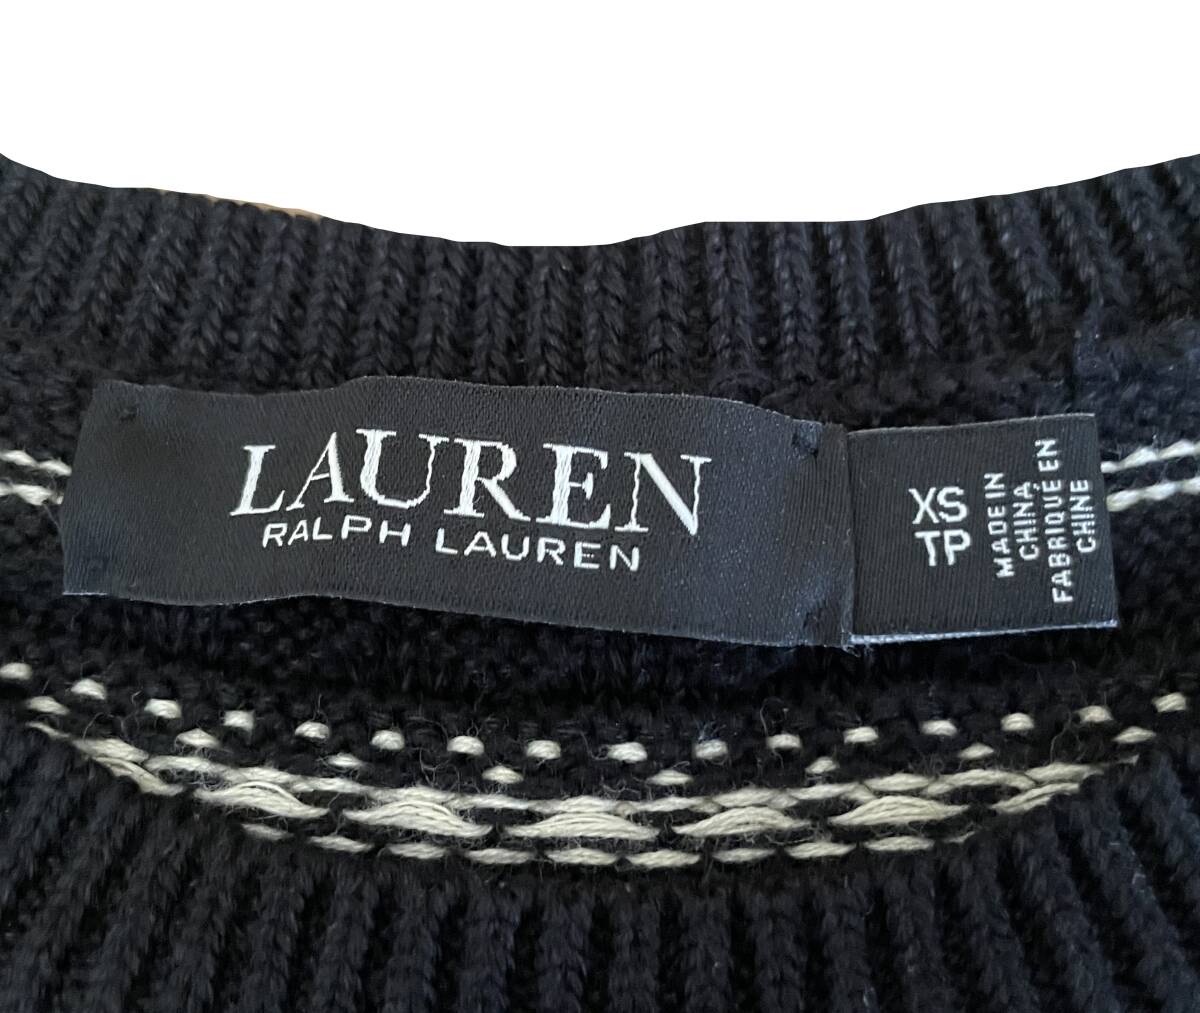 LAUREN
RALPH LAUREN
XS
TP
MADE IN
CHINA
FABRIQUÉ EN
CHINE